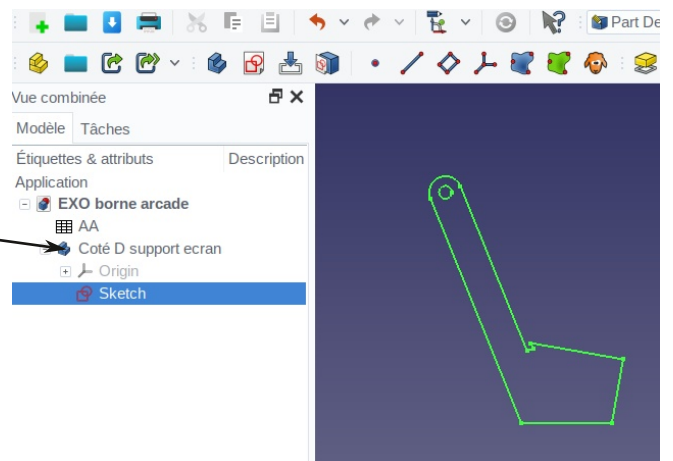 Part De
Vue combinée
Modèle Tâches
Étiquettes & attributs Description
Application
EXO borne arcade
AA
Coté D support ecran
Origin
Sketch